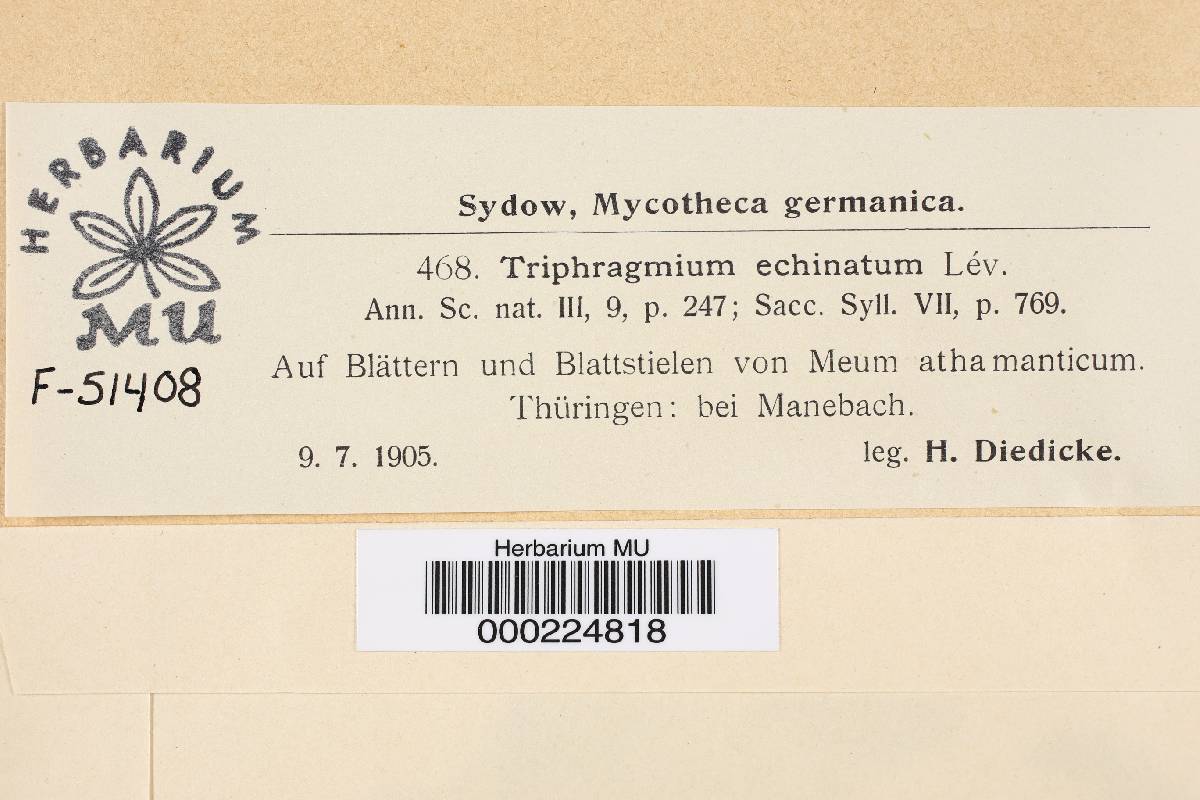 HERBARIUM
MU
F-51408
Sydow, Mycotheca germanica.
468. Triphragmium echinatum Lév.
Ann. Sc. nat. III, 9, p. 247; Sacc. Syll. VII, p. 769.
Auf Blättern und Blattstielen von Meum athamanticum.
Thüringen: bei Manebach.
9. 7. 1905. leg. H. Diedicke.
Herbarium MU
000224818